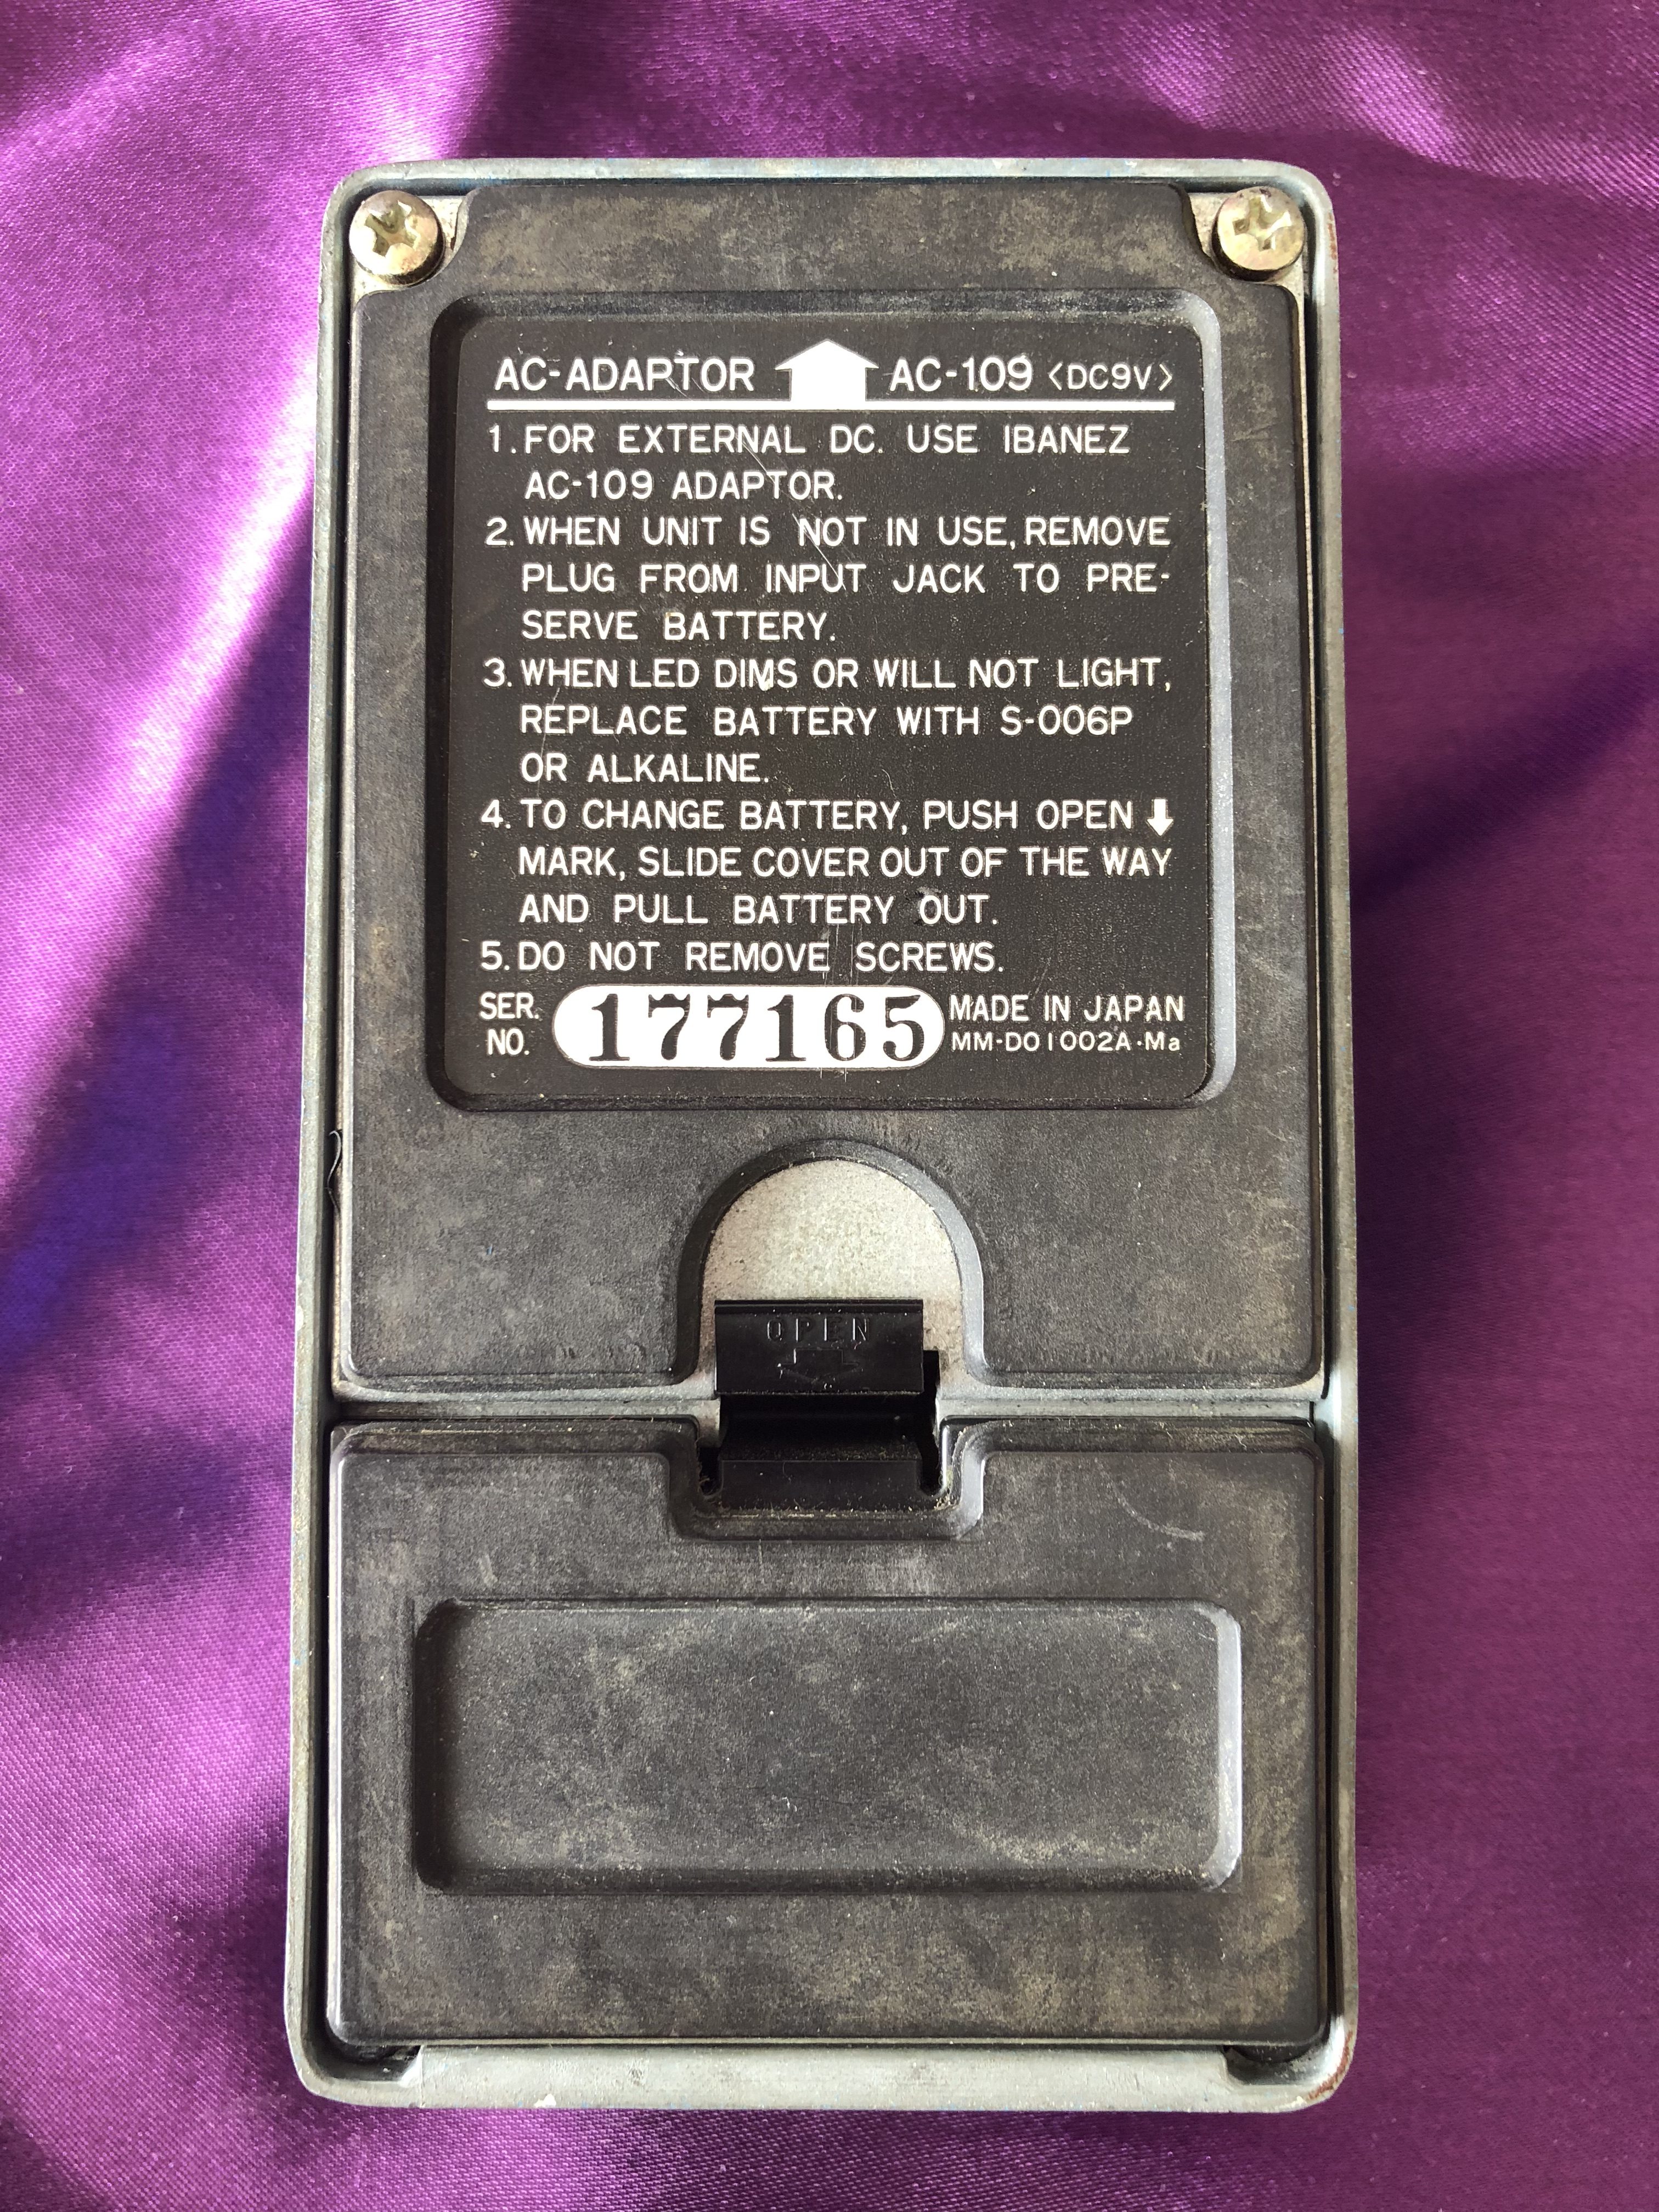 AC-ADAPTOR AC-109 <DC9V>
1. FOR EXTERNAL DC. USE IBANEZ
AC-109 ADAPTOR.
2. WHEN UNIT IS NOT IN USE, REMOVE
PLUG FROM INPUT JACK TO PRE-
SERVE BATTERY.
3. WHEN LED DIMS OR WILL NOT LIGHT,
REPLACE BATTERY WITH S-006P
OR ALKALINE.
4. TO CHANGE BATTERY, PUSH OPEN ⬇
MARK, SLIDE COVER OUT OF THE WAY
AND PULL BATTERY OUT.
5. DO NOT REMOVE SCREWS.
SER. NO. 177165 MADE IN JAPAN
MM-D01002A·Ma
OPEN